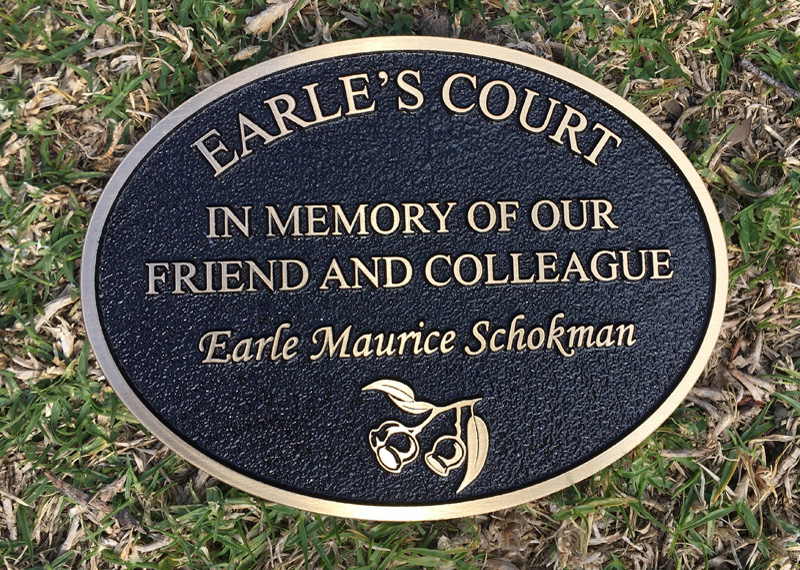 EARLE'S COURT
IN MEMORY OF OUR
FRIEND AND COLLEAGUE
Earle Maurice Schokman